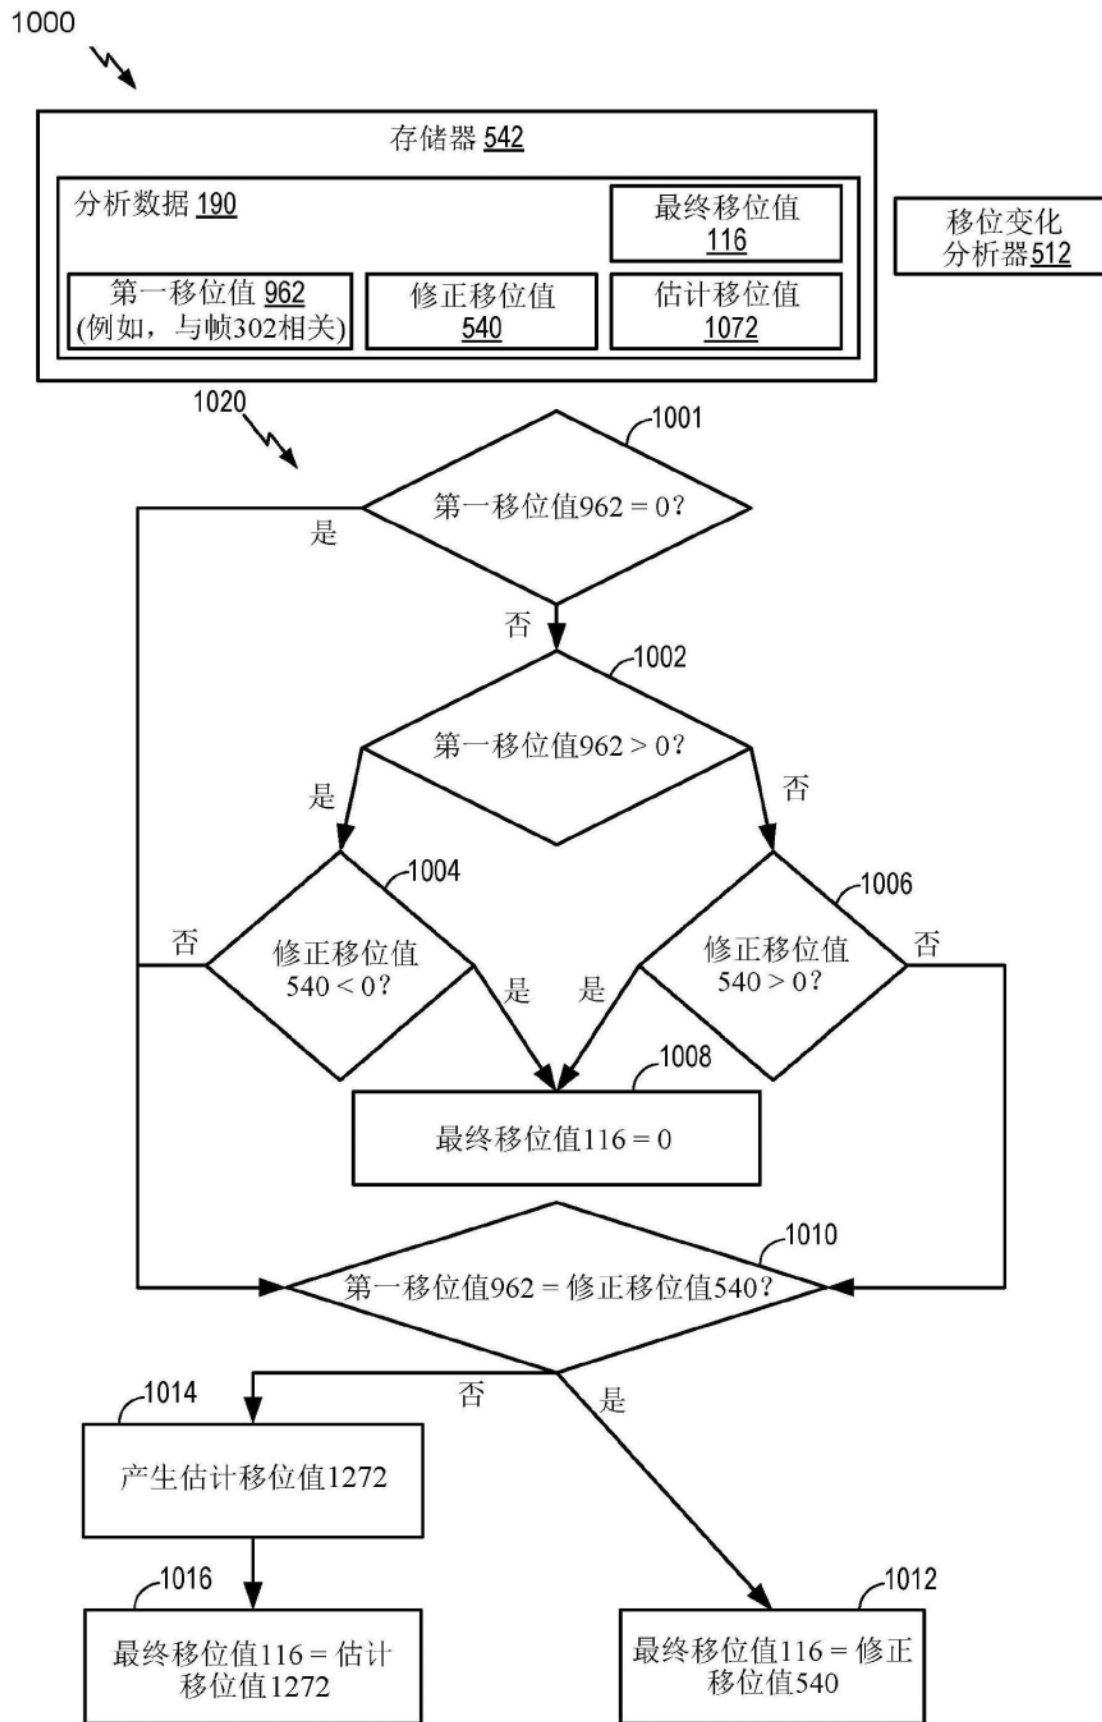 1000
存储器 542
分析数据 190
最终移位值
116
移位变化
分析器512
第一移位值 962
(例如，与帧302相关)
修正移位值
540
估计移位值
1072
1020
1001
第一移位值962 = 0?
是
否
1002
第一移位值962 > 0?
是
否
1004
1006
否
修正移位值
540 < 0?
是
是
修正移位值
540 > 0?
否
1008
最终移位值116 = 0
1010
第一移位值962 = 修正移位值540?
否
是
1014
产生估计移位值1272
1016
最终移位值116 = 估计
移位值1272
1012
最终移位值116 = 修正
移位值540